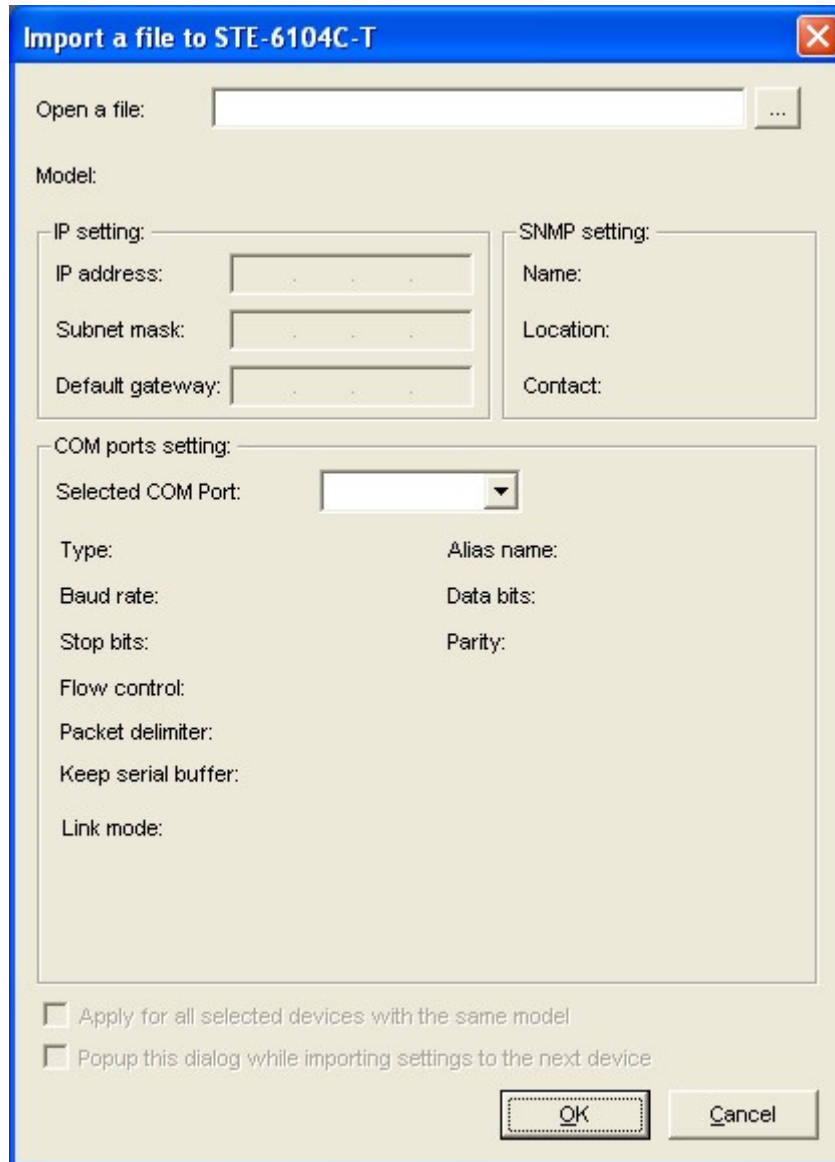 Import a file to STE-6104C-T
Open a file:
...
Model:
IP setting:
IP address: . . .
Subnet mask: . . .
Default gateway: . . .
SNMP setting:
Name:
Location:
Contact:
COM ports setting:
Selected COM Port:
Type: Alias name:
Baud rate: Data bits:
Stop bits: Parity:
Flow control:
Packet delimiter:
Keep serial buffer:
Link mode:
Apply for all selected devices with the same model
Popup this dialog while importing settings to the next device
OK Cancel